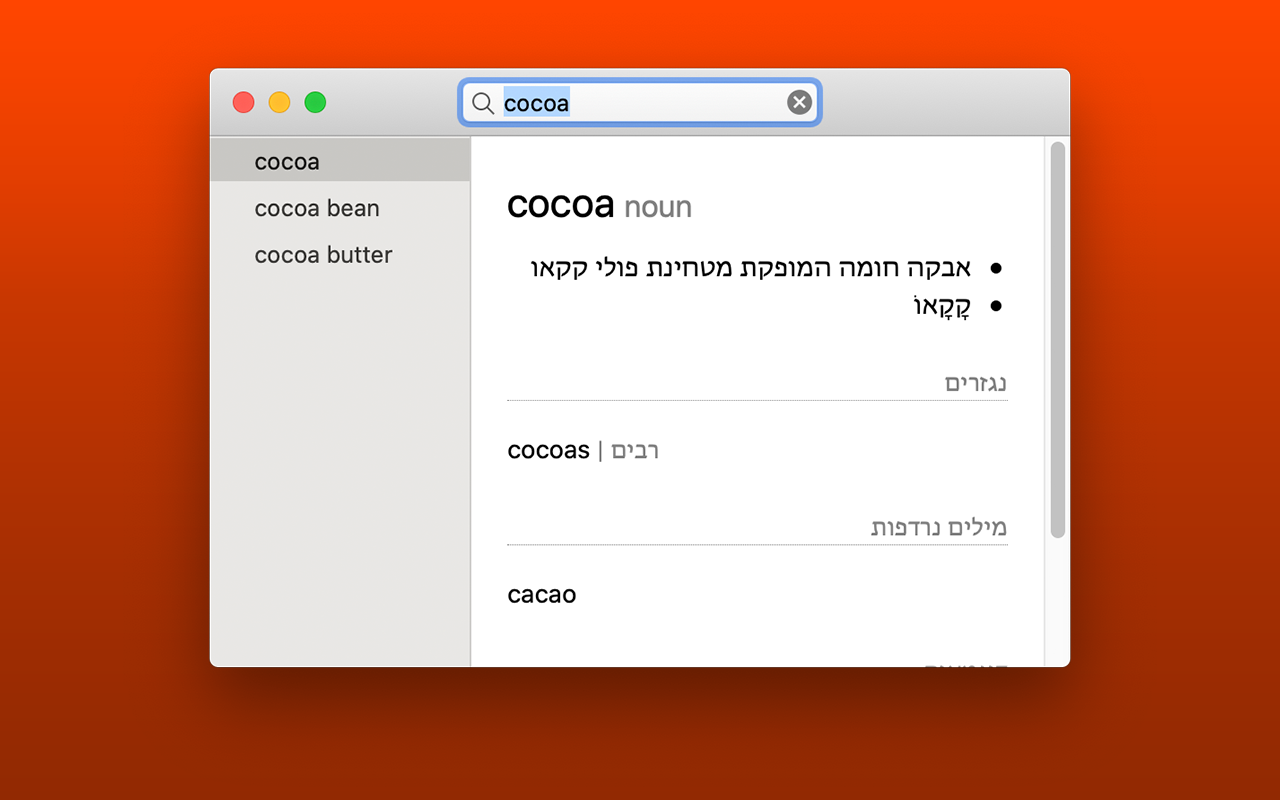 cocoa
cocoa
cocoa bean
cocoa butter
cocoa noun
אבקה חומה המופקת מטחינת פולי קקאו
קָקָאוֹ
נגזרים
cocoas | רבים
מילים נרדפות
cacao